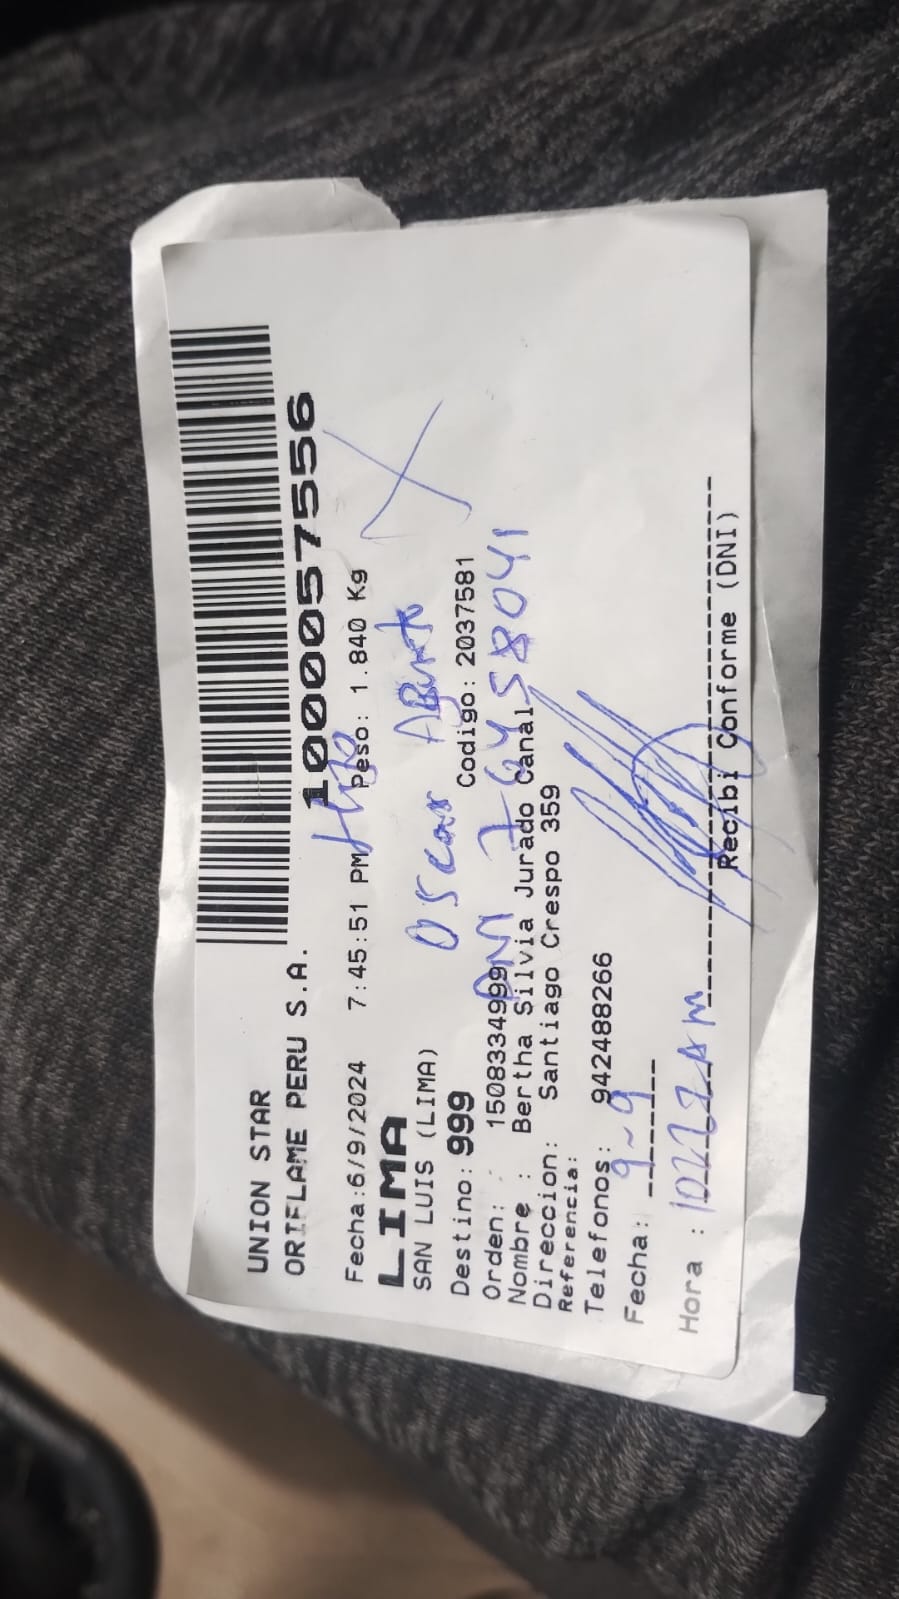 UNION STAR
ORIFLAME PERU S.A.
10000057556
Fecha:6/9/2024 7:45:51 PM Peso: 1.840 Kg
Hijo
LIMA
SAN LUIS (LIMA)
Oscar
Destino: 999 Codigo: 2037581
Orden: 1508334999
DNI 76458041
Nombre : Bertha Silvia Jurado Canal
Direccion: Santiago Crespo 359
Referencia:
Telefonos: 942488266
Fecha: 9-9
Hora : 10:22 AM
Recibi Conforme (DNI)